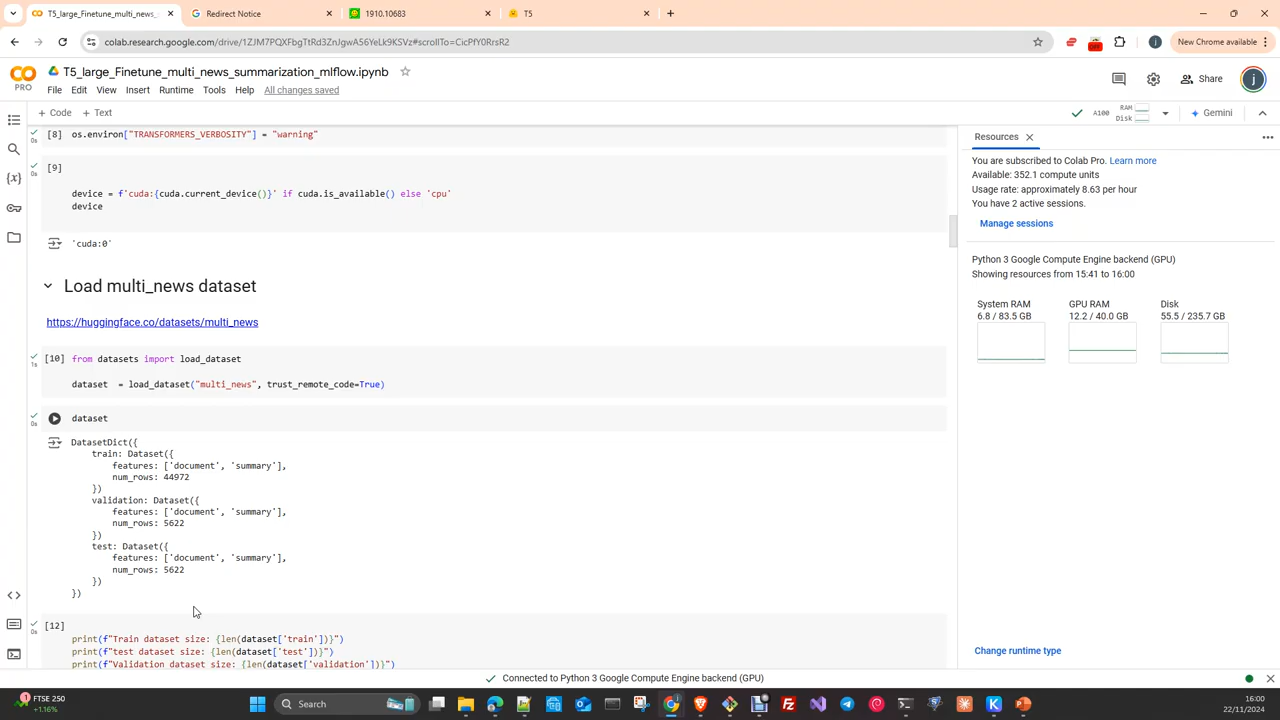 T5_large_Finetune_multi_news_s
Redirect Notice
1910.10683
T5
colab.research.google.com/drive/1ZJM7PQXFbgTtRd3ZnJgwA56YeLk9KSVz#scrollTo=CicPfY0RrsR2
New Chrome available
CO
PRO
T5_large_Finetune_multi_news_summarization_mlflow.ipynb
File Edit View Insert Runtime Tools Help All changes saved
Share
j
+ Code + Text
A100
RAM
Disk
Gemini
[8] os.environ["TRANSFORMERS_VERBOSITY"] = "warning"
0s
[9]
0s
device = f'cuda:{cuda.current_device()}' if cuda.is_available() else 'cpu'
device
'cuda:0'
Load multi_news dataset
https://huggingface.co/datasets/multi_news
[10] from datasets import load_dataset
1s
dataset = load_dataset("multi_news", trust_remote_code=True)
dataset
0s
DatasetDict({
train: Dataset({
features: ['document', 'summary'],
num_rows: 44972
})
validation: Dataset({
features: ['document', 'summary'],
num_rows: 5622
})
test: Dataset({
features: ['document', 'summary'],
num_rows: 5622
})
})
[12]
0s
print(f"Train dataset size: {len(dataset['train'])}")
print(f"test dataset size: {len(dataset['test'])}")
print(f"Validation dataset size: {len(dataset['validation'])}")
Resources
You are subscribed to Colab Pro. Learn more
Available: 352.1 compute units
Usage rate: approximately 8.63 per hour
You have 2 active sessions.
Manage sessions
Python 3 Google Compute Engine backend (GPU)
Showing resources from 15:41 to 16:00
System RAM
6.8 / 83.5 GB
GPU RAM
12.2 / 40.0 GB
Disk
55.5 / 235.7 GB
Change runtime type
Connected to Python 3 Google Compute Engine backend (GPU)
FTSE 250
+1.16%
Search
16:00
22/11/2024